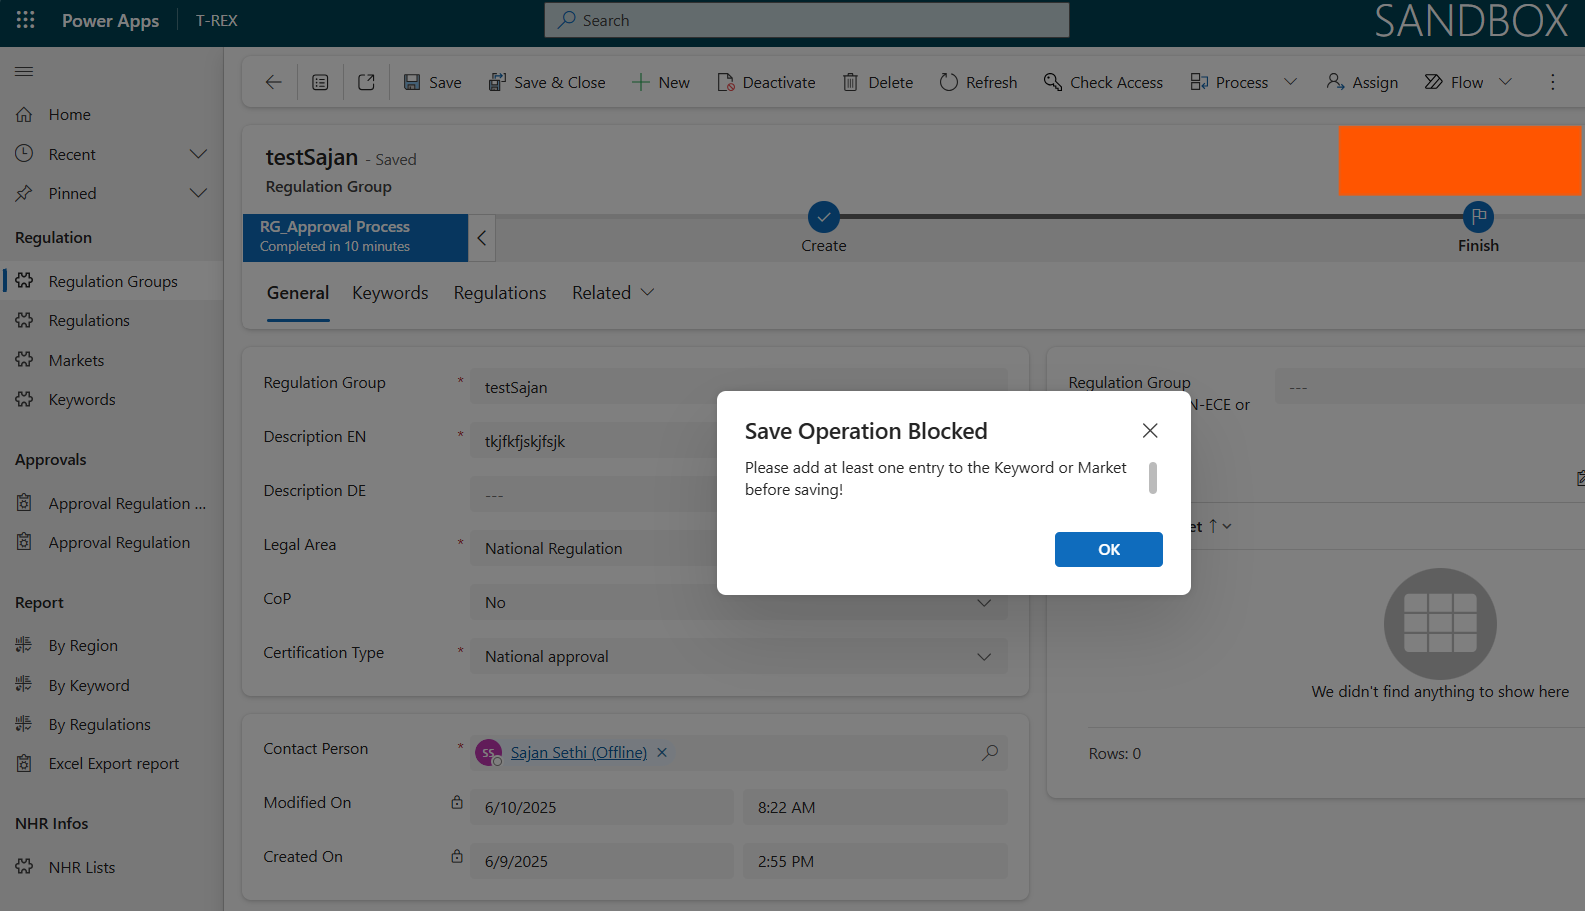 Power Apps
T-REX
Search
SANDBOX
Save
Save & Close
New
Deactivate
Delete
Refresh
Check Access
Process
Assign
Flow
Home
Recent
Pinned
Regulation
Regulation Groups
Regulations
Markets
Keywords
Approvals
Approval Regulation ...
Approval Regulation
Report
By Region
By Keyword
By Regulations
Excel Export report
NHR Infos
NHR Lists
testSajan - Saved
Regulation Group
RG_Approval Process
Completed in 10 minutes
Create
Finish
General
Keywords
Regulations
Related
Regulation Group * testSajan
Description EN * tkjfkfjskjfsjk
Description DE ---
Legal Area * National Regulation
CoP No
Certification Type * National approval
Contact Person * SS Sajan Sethi (Offline)
Modified On 6/10/2025 8:22 AM
Created On 6/9/2025 2:55 PM
Regulation Group ---
N-ECE or
et
We didn't find anything to show here
Rows: 0
Save Operation Blocked
Please add at least one entry to the Keyword or Market
before saving!
OK